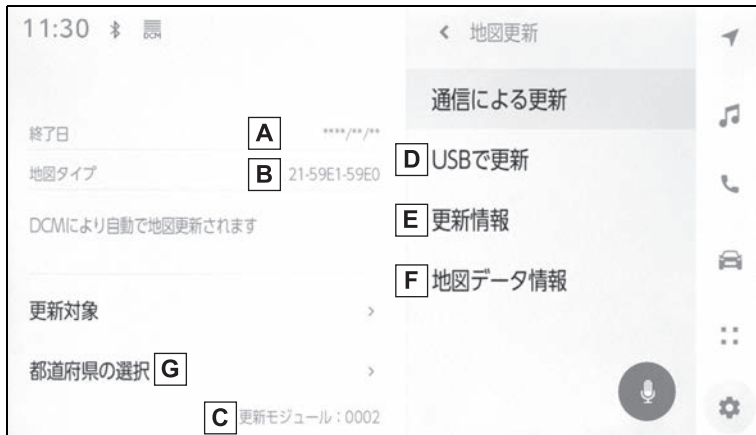 11:30 DCM
終了日 A ****/**/**
地図タイプ B 21-59E1-59E0
DCMにより自動で地図更新されます
更新対象 >
都道府県の選択 G >
C 更新モジュール:0002
< 地図更新
通信による更新
D USBで更新
E 更新情報
F 地図データ情報